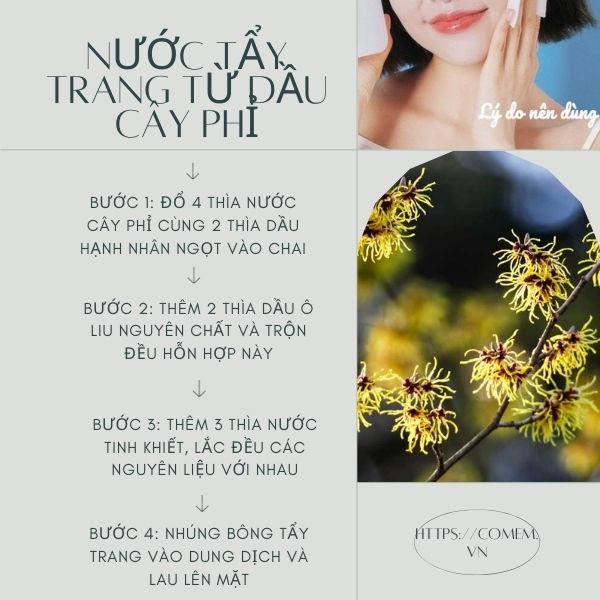 NƯỚC TẨY
TRANG TỪ DẦU
CÂY PHỈ
Lý do nên dùng
BƯỚC 1: ĐỔ 4 THÌA NƯỚC
CÂY PHỈ CÙNG 2 THÌA DẦU
HẠNH NHÂN NGỌT VÀO CHAI
BƯỚC 2: THÊM 2 THÌA DẦU Ô
LIU NGUYÊN CHẤT VÀ TRỘN
ĐỀU HỖN HỢP NÀY
BƯỚC 3: THÊM 3 THÌA NƯỚC
TINH KHIẾT, LẮC ĐỀU CÁC
NGUYÊN LIỆU VỚI NHAU
BƯỚC 4: NHÚNG BÔNG TẨY
TRANG VÀO DUNG DỊCH VÀ
LAU LÊN MẶT
HTTPS://COMEM.
VN